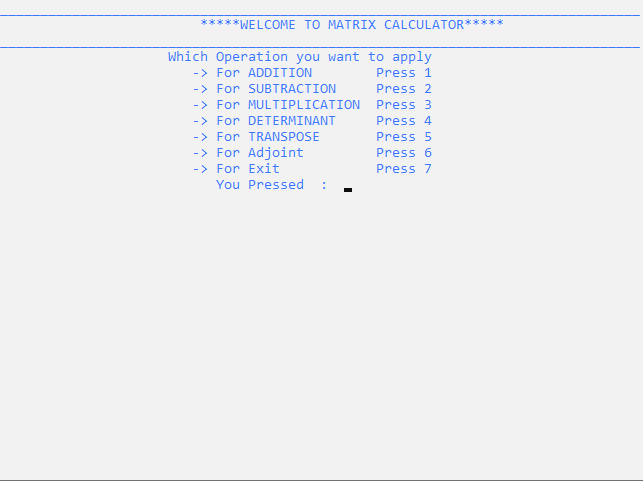 *****WELCOME TO MATRIX CALCULATOR*****
Which Operation you want to apply
-> For ADDITION Press 1
-> For SUBTRACTION Press 2
-> For MULTIPLICATION Press 3
-> For DETERMINANT Press 4
-> For TRANSPOSE Press 5
-> For Adjoint Press 6
-> For Exit Press 7
You Pressed :